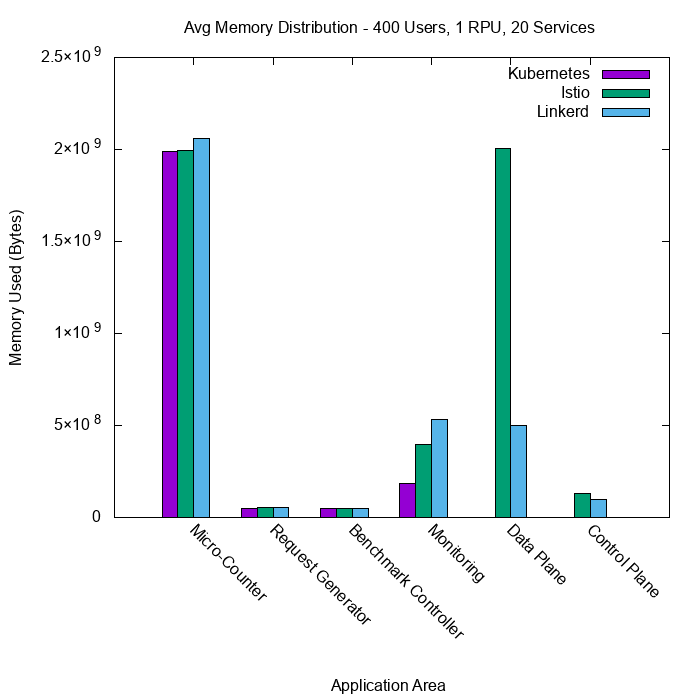 Avg Memory Distribution - 400 Users, 1 RPU, 20 Services
Kubernetes
Istio
Linkerd
2.5×10⁹
2×10⁹
1.5×10⁹
1×10⁹
5×10⁸
0
Memory Used (Bytes)
Micro-Counter
Request Generator
Benchmark Controller
Monitoring
Data Plane
Control Plane
Application Area